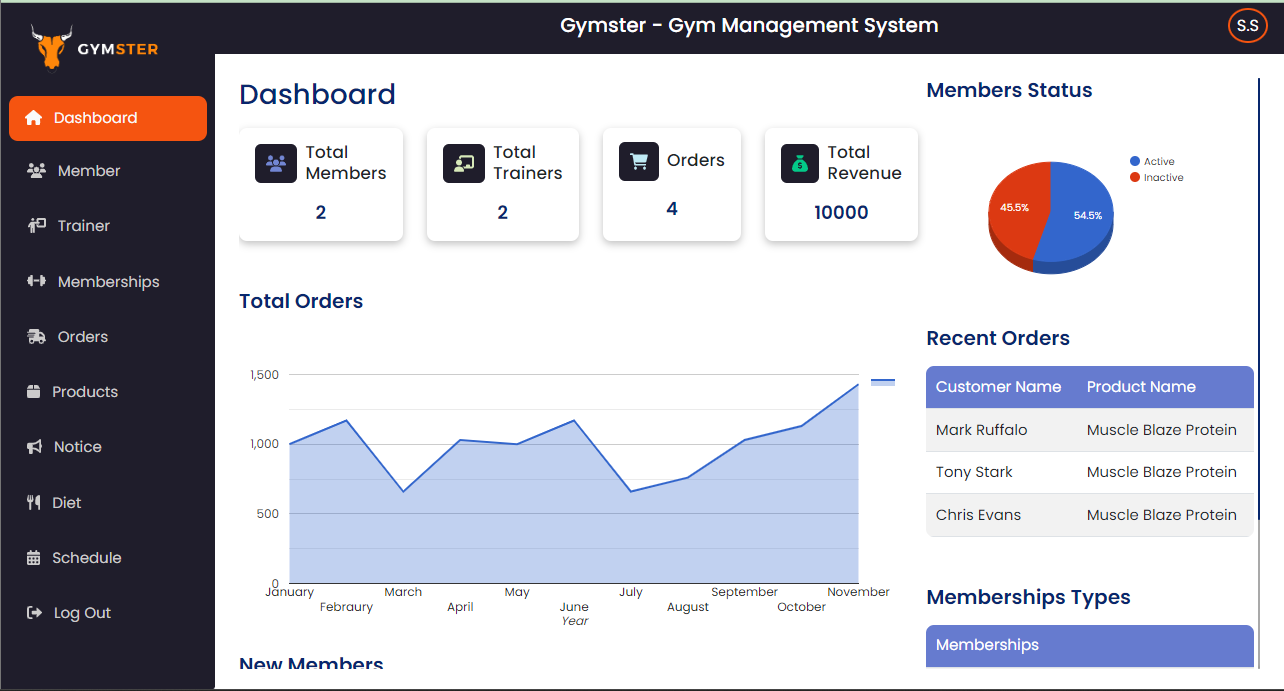 GYMSTER
Gymster - Gym Management System
S.S
Dashboard
Member
Trainer
Memberships
Orders
Products
Notice
Diet
Schedule
Log Out
Dashboard
Total
Members
2
Total
Trainers
2
Orders
4
Total
Revenue
10000
Total Orders
1,500
1,000
500
0
January
Febraury
March
April
May
June
July
August
September
October
November
Year
New Members
Members Status
45.5%
54.5%
Active
Inactive
Recent Orders
Customer Name Product Name
Mark Ruffalo Muscle Blaze Protein
Tony Stark Muscle Blaze Protein
Chris Evans Muscle Blaze Protein
Memberships Types
Memberships